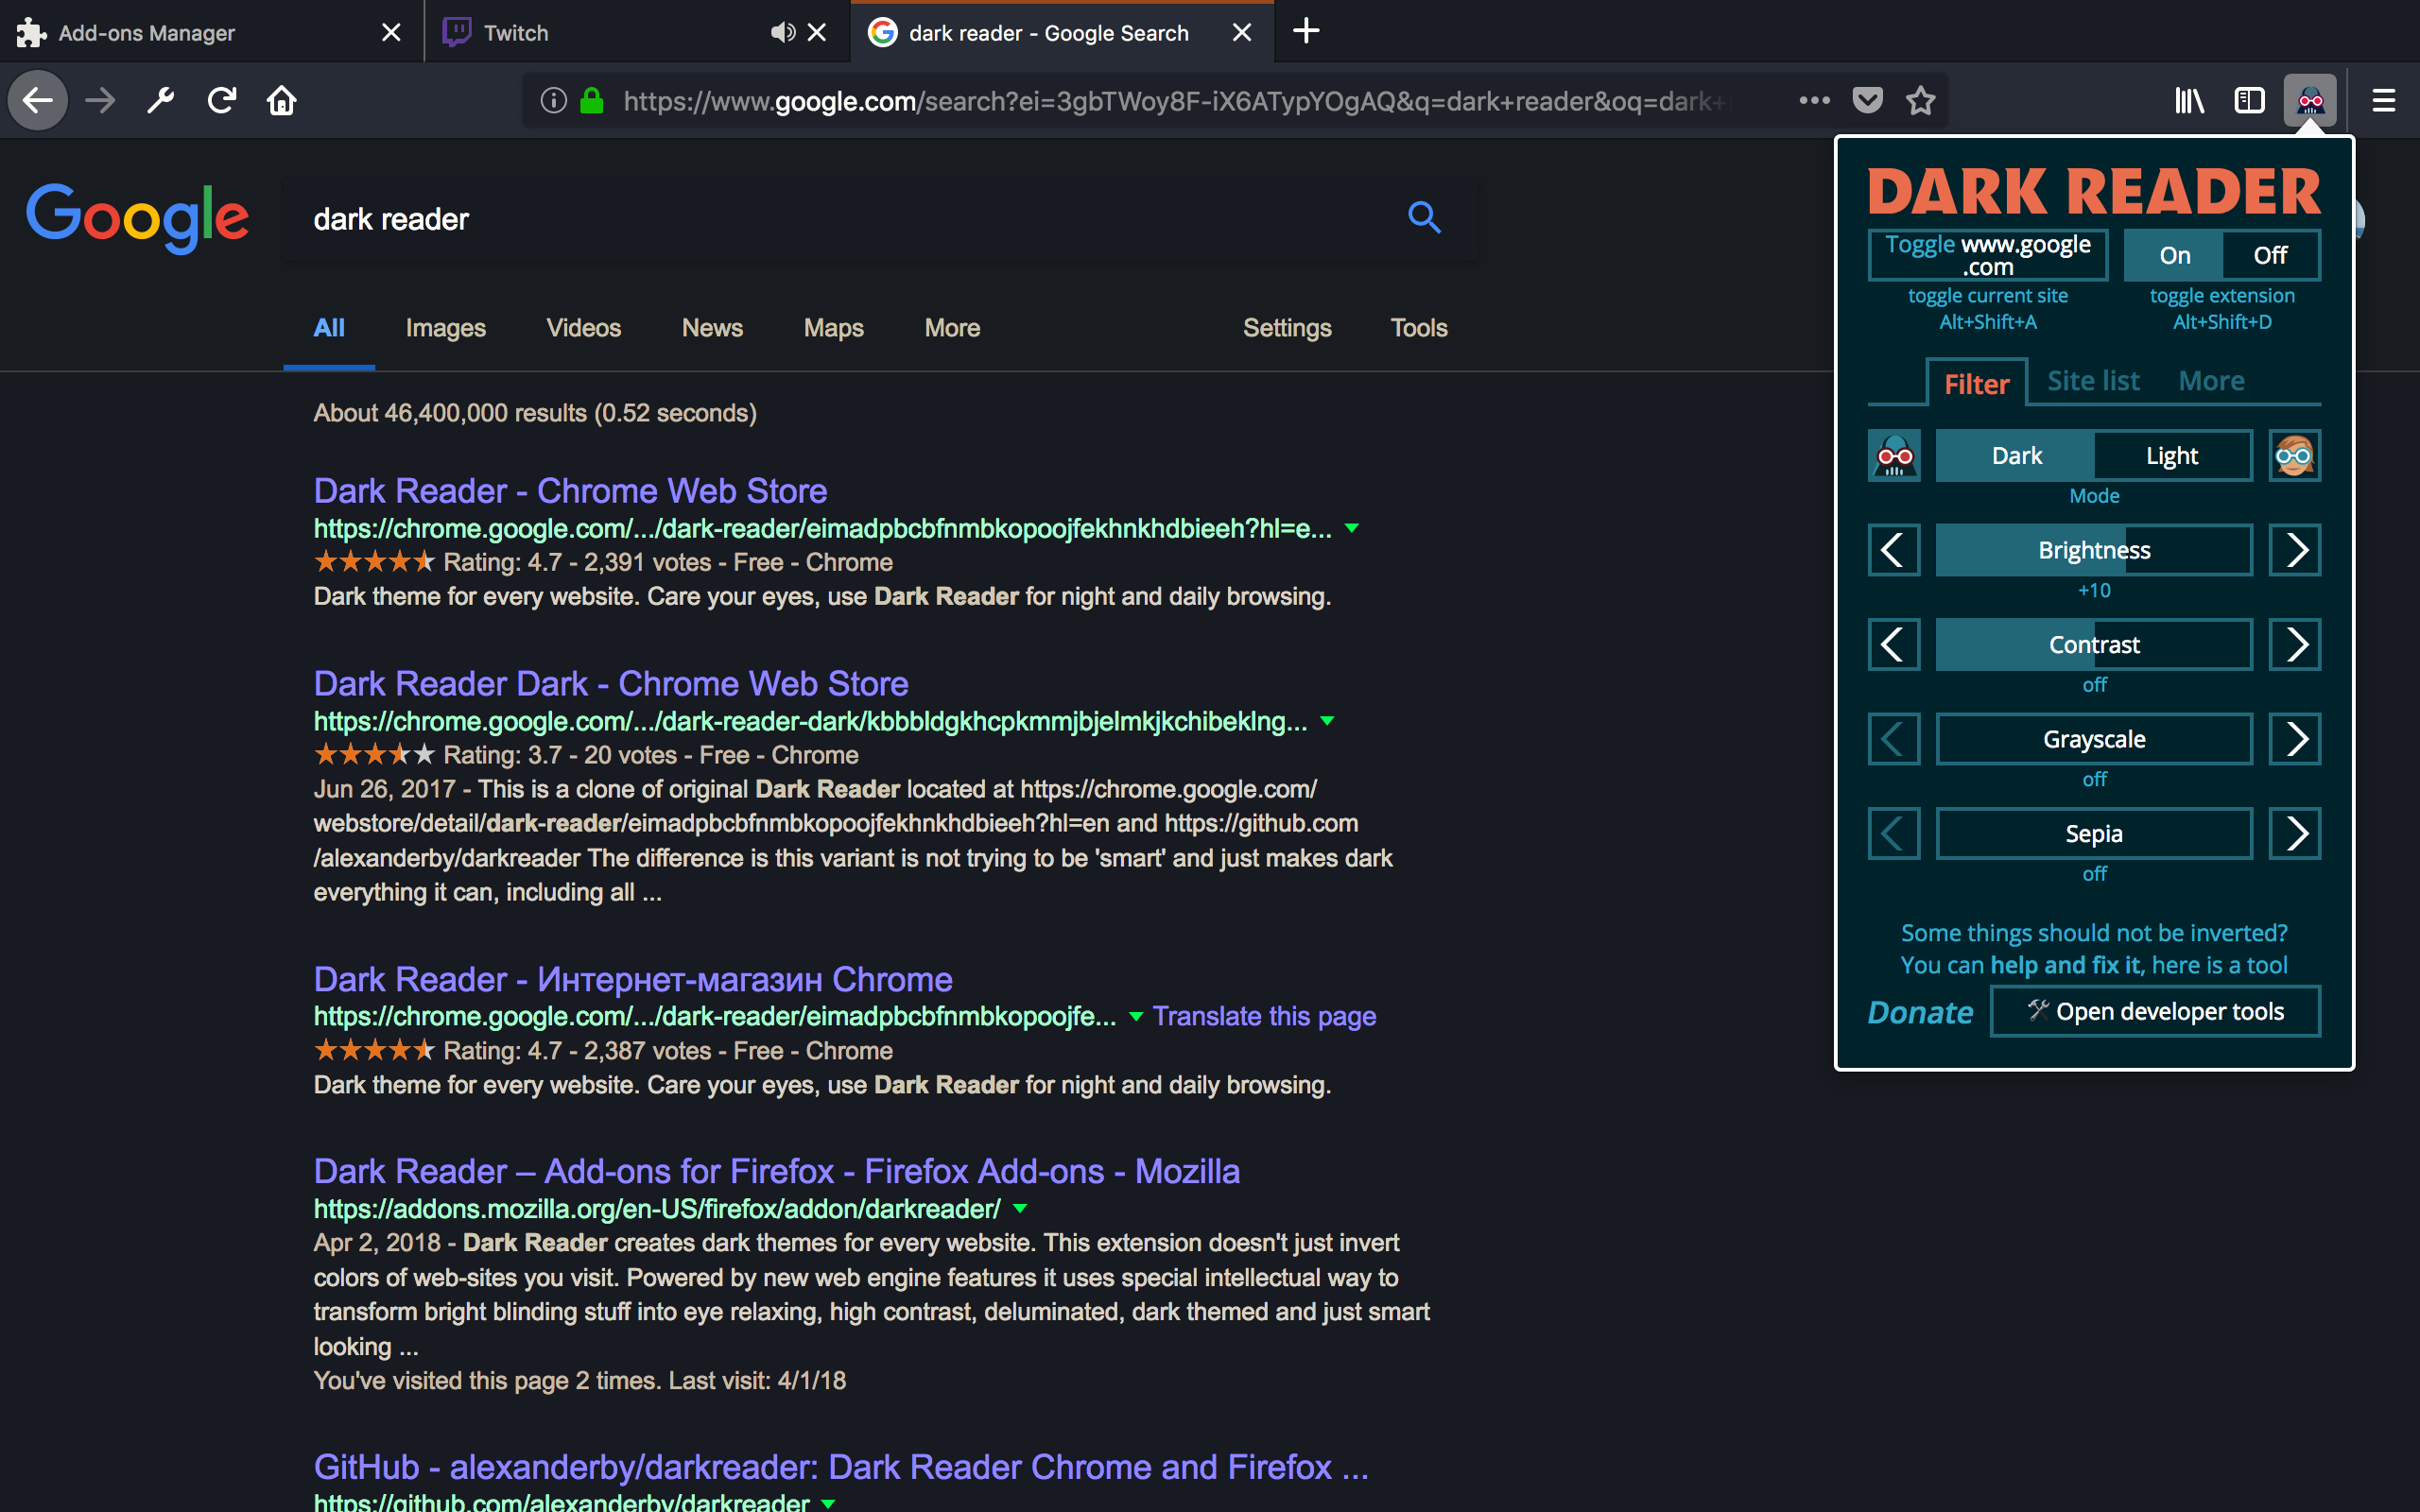 Add-ons Manager
Twitch
dark reader - Google Search
https://www.google.com/search?ei=3gbTWoy8F-iX6ATypYOgAQ&q=dark+reader&oq=dark+
Google
dark reader
All Images Videos News Maps More Settings Tools
About 46,400,000 results (0.52 seconds)
Dark Reader - Chrome Web Store
https://chrome.google.com/.../dark-reader/eimadpbcbfnmbkopoojfekhnkhdbieeh?hl=e...
Rating: 4.7 - 2,391 votes - Free - Chrome
Dark theme for every website. Care your eyes, use Dark Reader for night and daily browsing.
Dark Reader Dark - Chrome Web Store
https://chrome.google.com/.../dark-reader-dark/kbbbldgkhcpkmmjbjelmkjkchibeklng...
Rating: 3.7 - 20 votes - Free - Chrome
Jun 26, 2017 - This is a clone of original Dark Reader located at https://chrome.google.com/
webstore/detail/dark-reader/eimadpbcbfnmbkopoojfekhnkhdbieeh?hl=en and https://github.com
/alexanderby/darkreader The difference is this variant is not trying to be 'smart' and just makes dark
everything it can, including all ...
Dark Reader - Интернет-магазин Chrome
https://chrome.google.com/.../dark-reader/eimadpbcbfnmbkopoojfe... Translate this page
Rating: 4.7 - 2,387 votes - Free - Chrome
Dark theme for every website. Care your eyes, use Dark Reader for night and daily browsing.
Dark Reader – Add-ons for Firefox - Firefox Add-ons - Mozilla
https://addons.mozilla.org/en-US/firefox/addon/darkreader/
Apr 2, 2018 - Dark Reader creates dark themes for every website. This extension doesn't just invert
colors of web-sites you visit. Powered by new web engine features it uses special intellectual way to
transform bright blinding stuff into eye relaxing, high contrast, deluminated, dark themed and just smart
looking ...
You've visited this page 2 times. Last visit: 4/1/18
GitHub - alexanderby/darkreader: Dark Reader Chrome and Firefox ...
https://github.com/alexanderby/darkreader
DARK READER
Toggle www.google
.com
On Off
toggle current site
Alt+Shift+A
toggle extension
Alt+Shift+D
Filter Site list More
Dark Light
Mode
Brightness
+10
Contrast
off
Grayscale
off
Sepia
off
Some things should not be inverted?
You can help and fix it, here is a tool
Donate
Open developer tools